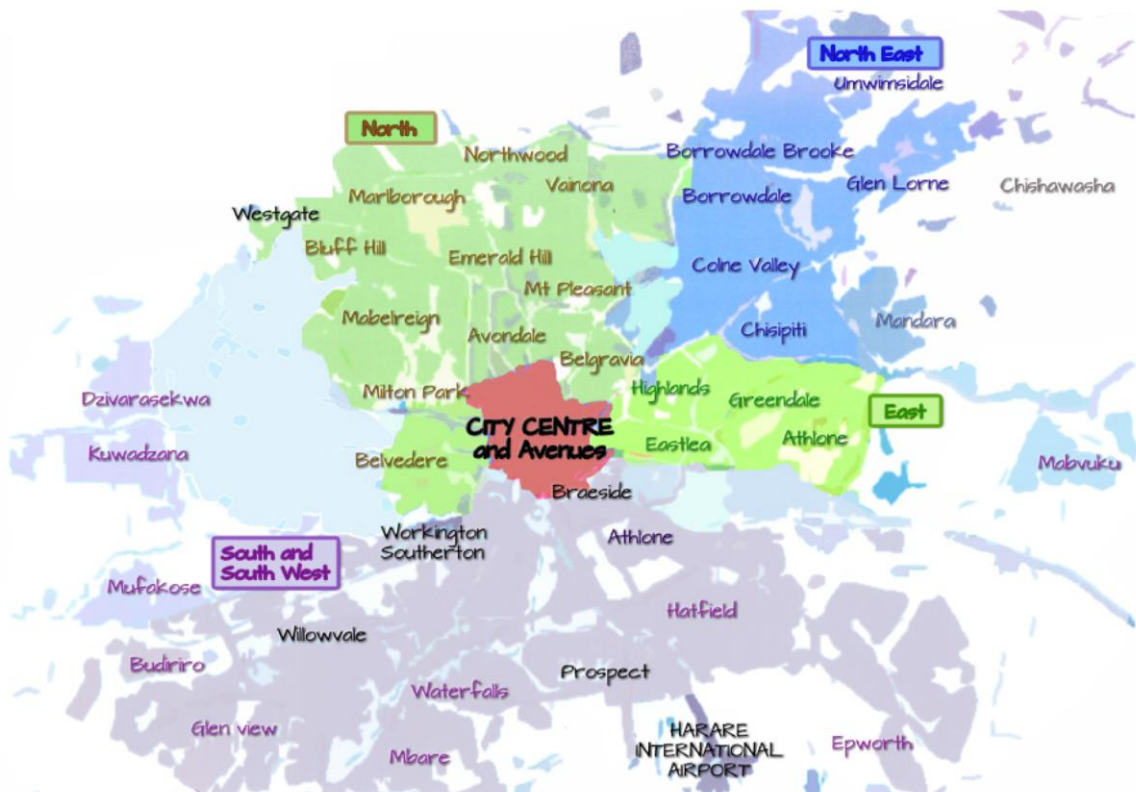 North East
Umwimsidale
North
Northwood
Borrowdale Brooke
Vainona
Glen Lorne
Chishawasha
Marlborough
Borrowdale
Westgate
Bluff Hill
Emerald Hill
Colne Valley
Mt Pleasant
Mabelreign
Avondale
Chisipiti
Mandara
Belgravia
Milton Park
Highlands
Greendale
East
Dzivarasekwa
CITY CENTRE
and Avenues
Athlone
Eastlea
Kuwadzana
Belvedere
Mabvuku
Braeside
Workington
Southerton
Athlone
South and
South West
Mufakose
Hatfield
Willowvale
Budiriro
Prospect
Waterfalls
Glen view
HARARE
INTERNATIONAL
AIRPORT
Epworth
Mbare